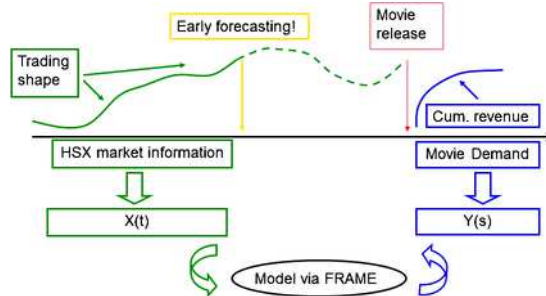 Early forecasting!
Movie
release
Trading
shape
Cum. revenue
HSX market information
Movie Demand
X(t)
Y(s)
Model via FRAME